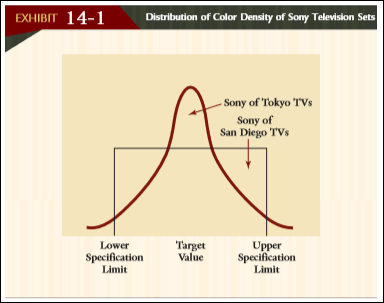 EXHIBIT 14-1
Distribution of Color Density of Sony Television Sets
Sony of Tokyo TVs
Sony of
San Diego TVs
Lower
Specification
Limit
Target
Value
Upper
Specification
Limit